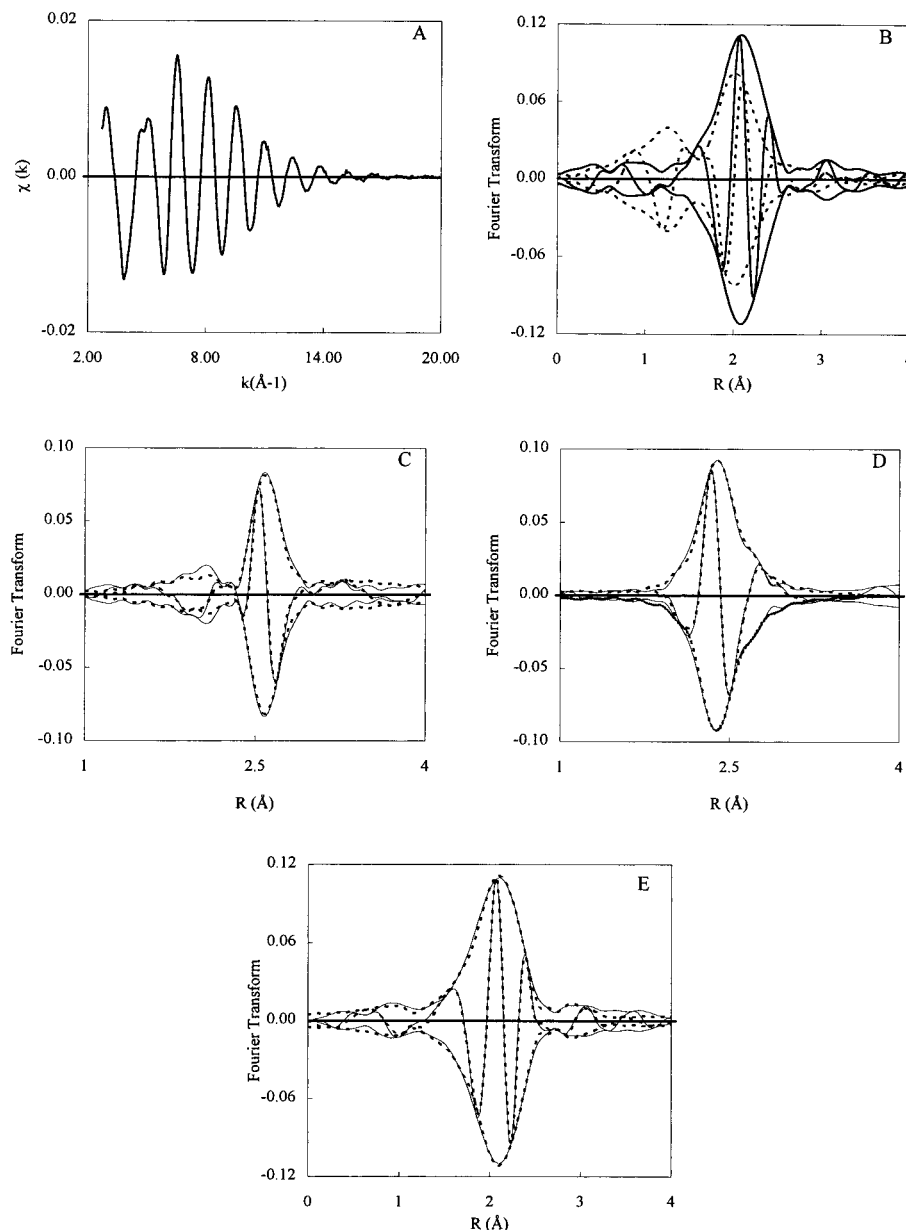 A
0.02
0.00
-0.02
χ (k)
2.00 8.00 14.00 20.00
k(Å-1)
B
0.12
0.06
0.00
-0.06
-0.12
Fourier Transform
0 1 2 3 4
R (Å)
C
0.10
0.05
0.00
-0.05
-0.10
Fourier Transform
1 2.5 4
R (Å)
D
0.10
0.05
0.00
-0.05
-0.10
Fourier Transform
1 2.5 4
R (Å)
E
0.12
0.06
0.00
-0.06
-0.12
Fourier Transform
0 1 2 3 4
R (Å)